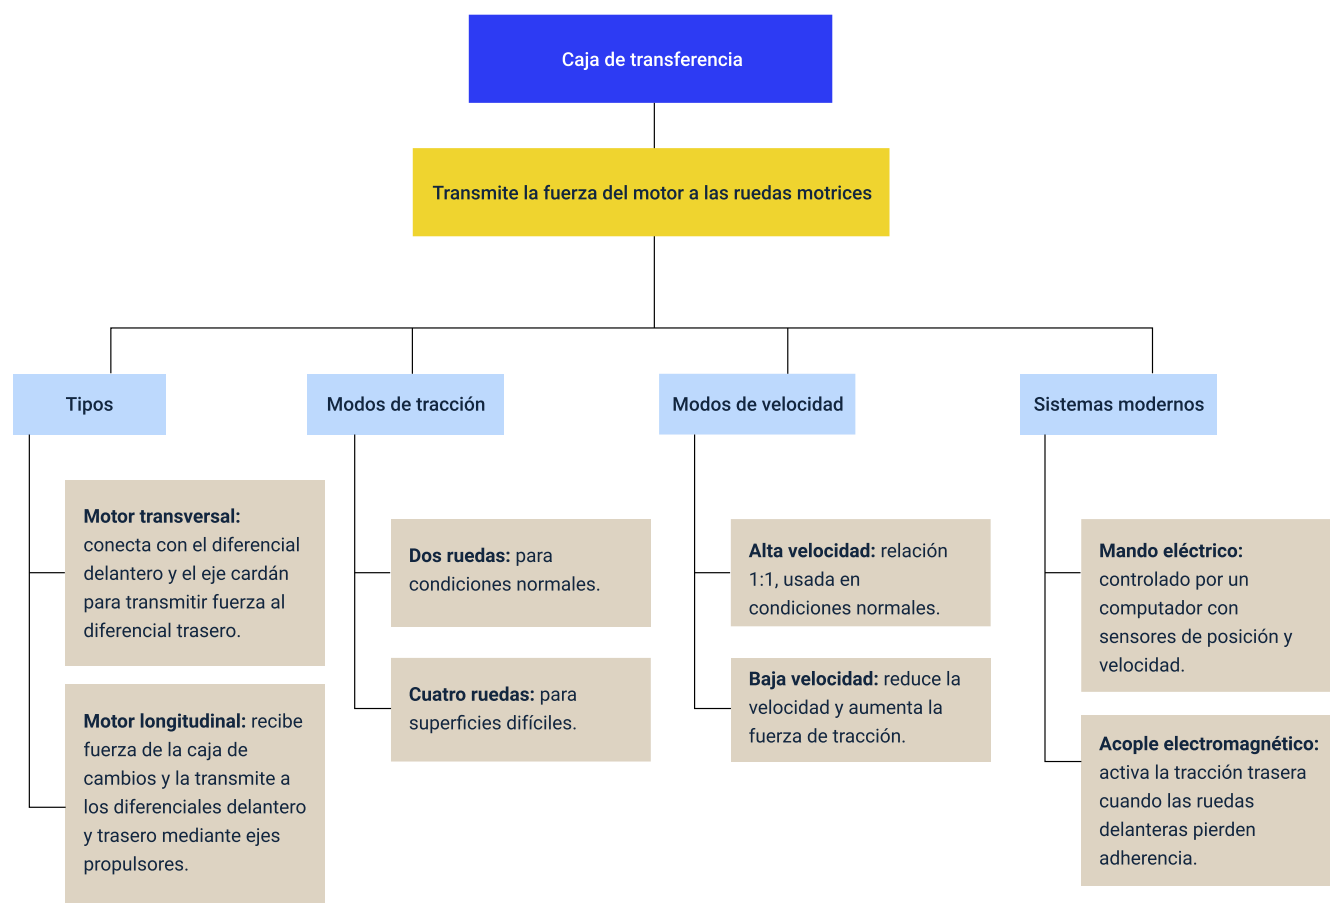 Caja de transferencia
Transmite la fuerza del motor a las ruedas motrices
Tipos
Motor transversal:
conecta con el diferencial
delantero y el eje cardán
para transmitir fuerza al
diferencial trasero.
Motor longitudinal: recibe
fuerza de la caja de
cambios y la transmite a
los diferenciales delantero
y trasero mediante ejes
propulsores.
Modos de tracción
Dos ruedas: para
condiciones normales.
Cuatro ruedas: para
superficies difíciles.
Modos de velocidad
Alta velocidad: relación
1:1, usada en
condiciones normales.
Baja velocidad: reduce la
velocidad y aumenta la
fuerza de tracción.
Sistemas modernos
Mando eléctrico:
controlado por un
computador con
sensores de posición y
velocidad.
Acople electromagnético:
activa la tracción trasera
cuando las ruedas
delanteras pierden
adherencia.